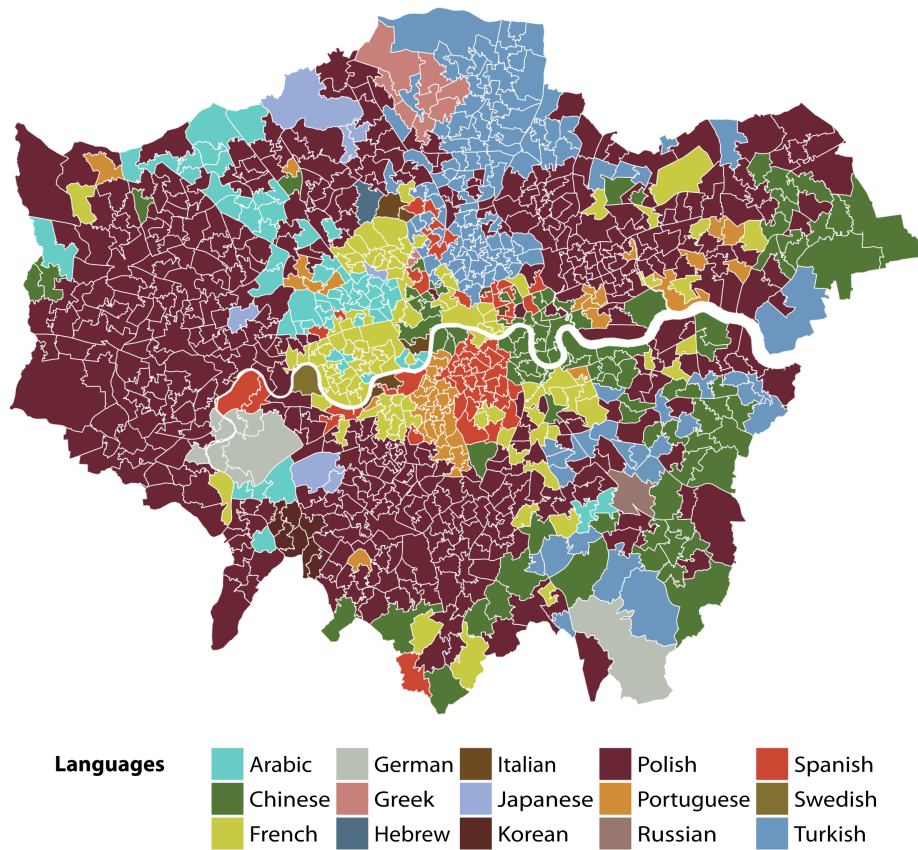 Languages
Arabic German Italian Polish Spanish
Chinese Greek Japanese Portuguese Swedish
French Hebrew Korean Russian Turkish